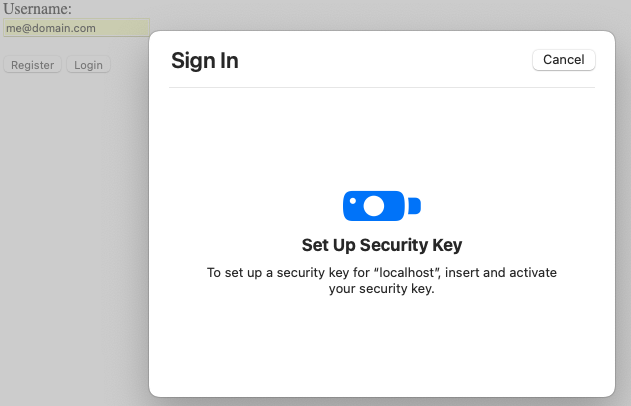 Username:
me@domain.com
Register
Login
Sign In
Cancel
Set Up Security Key
To set up a security key for “localhost”, insert and activate
your security key.